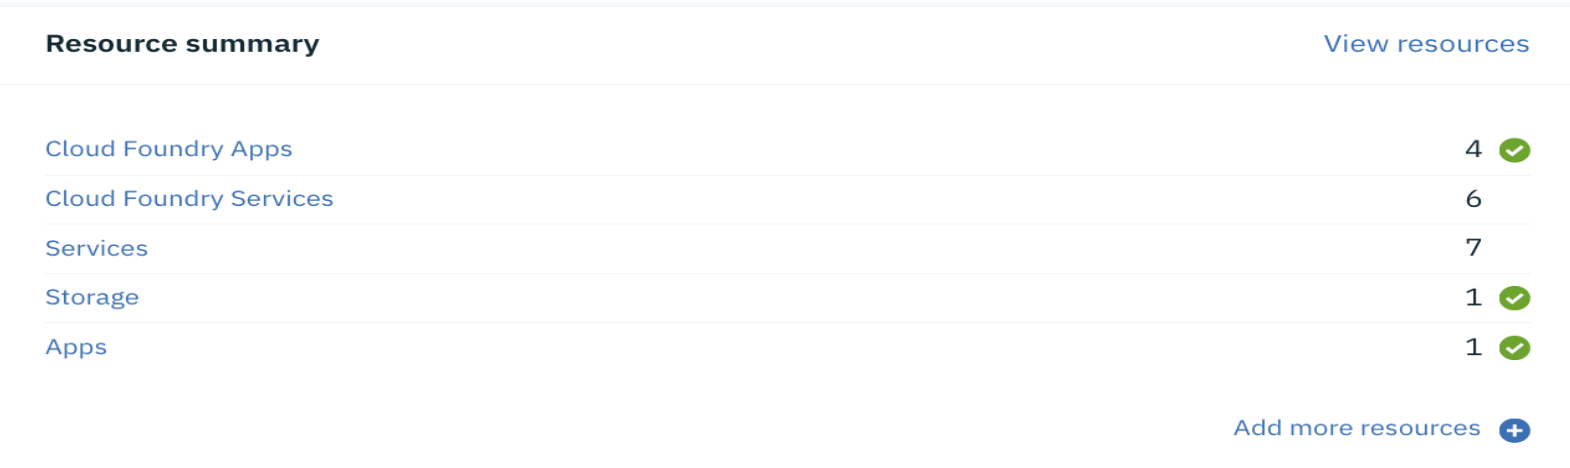 Resource summary View resources
Cloud Foundry Apps 4
Cloud Foundry Services 6
Services 7
Storage 1
Apps 1
Add more resources